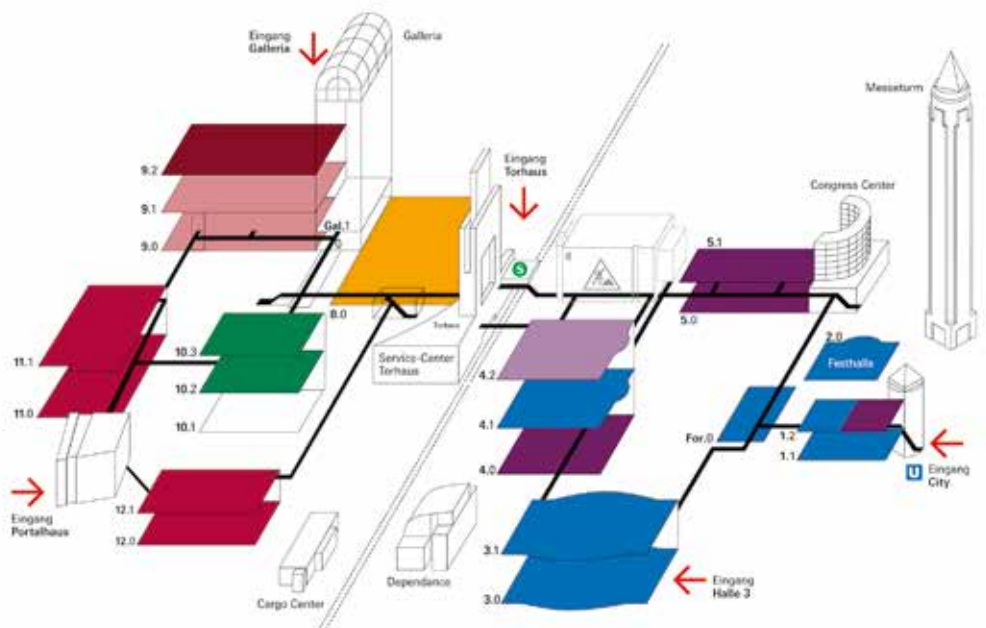 Eingang
Galleria
Galleria
Messeturm
Eingang
Torhaus
Congress Center
9.2
9.1
9.0
Gal.1
0
S
6
5.1
5.0
8.0
Torhaus
Service-Center
Torhaus
11.1
11.0
10.3
10.2
10.1
4.2
4.1
4.0
2.0
Festhalle
For.0
1.2
1.1
U
Eingang
City
Eingang
Portalhaus
12.1
12.0
Cargo Center
Dependance
3.1
3.0
Eingang
Halle 3